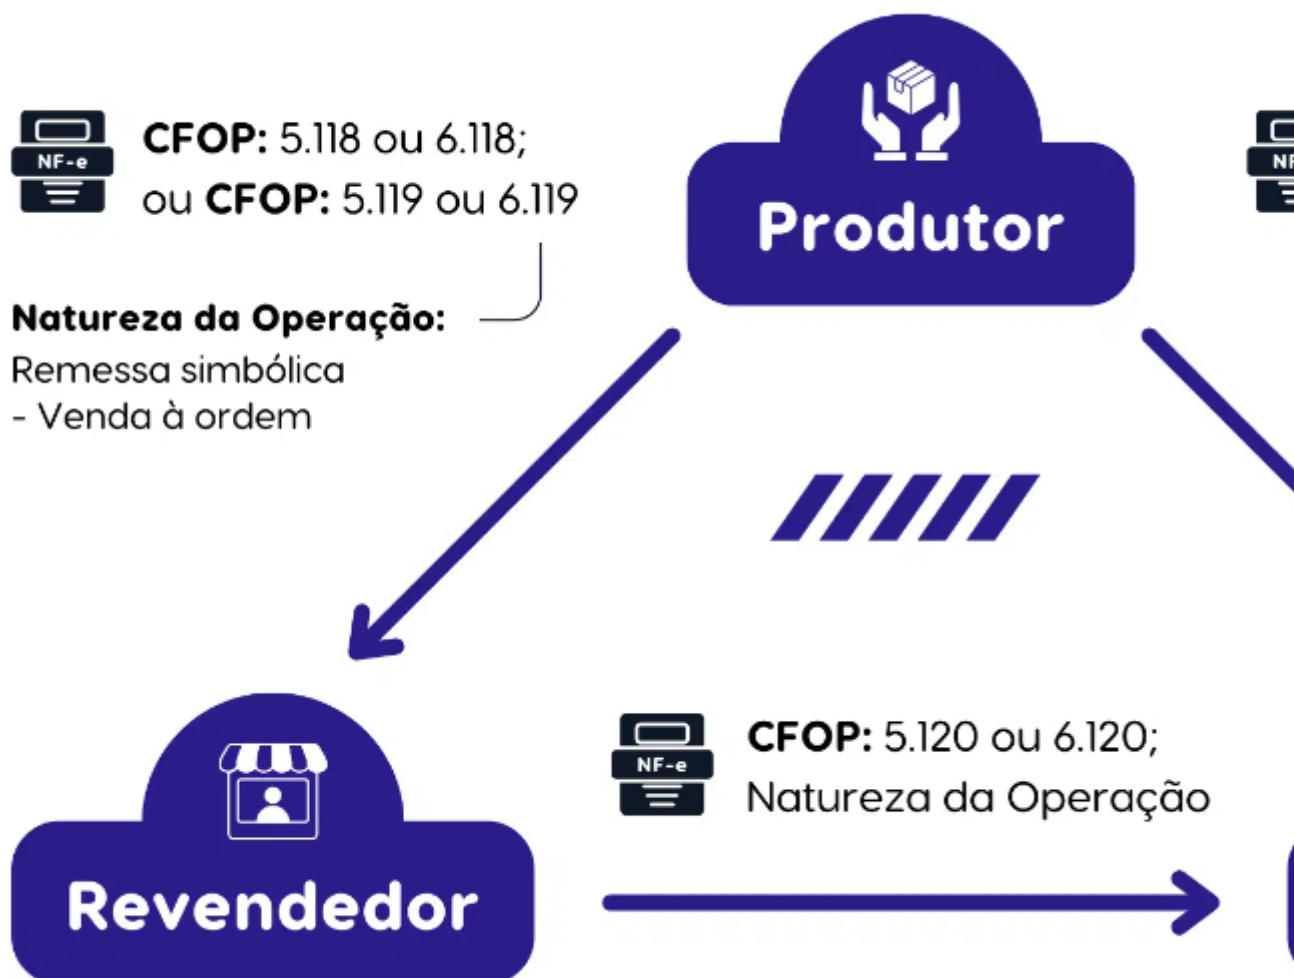 CFOP: 5.118 ou 6.118;
NF-e
ou CFOP: 5.119 ou 6.119
Produtor
Natureza da Operação:
Remessa simbólica
- Venda à ordem
CFOP: 5.120 ou 6.120;
NF-e
Natureza da Operação
Revendedor